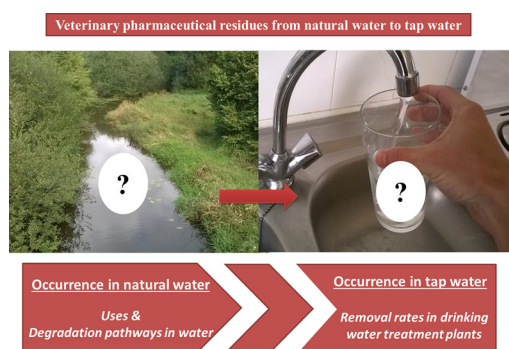 Veterinary pharmaceutical residues from natural water to tap water
?
?
Occurrence in natural water
Uses &
Degradation pathways in water
Occurrence in tap water
Removal rates in drinking
water treatment plants